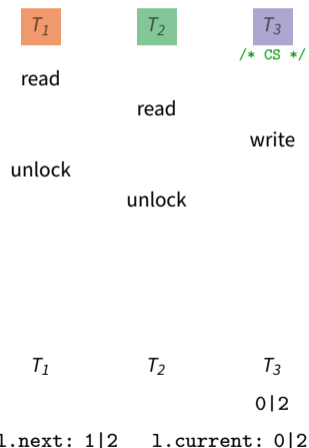 T1 T2 T3
/* CS */
read
read
write
unlock
unlock
T1 T2 T3
0|2
l.next: 1|2 l.current: 0|2